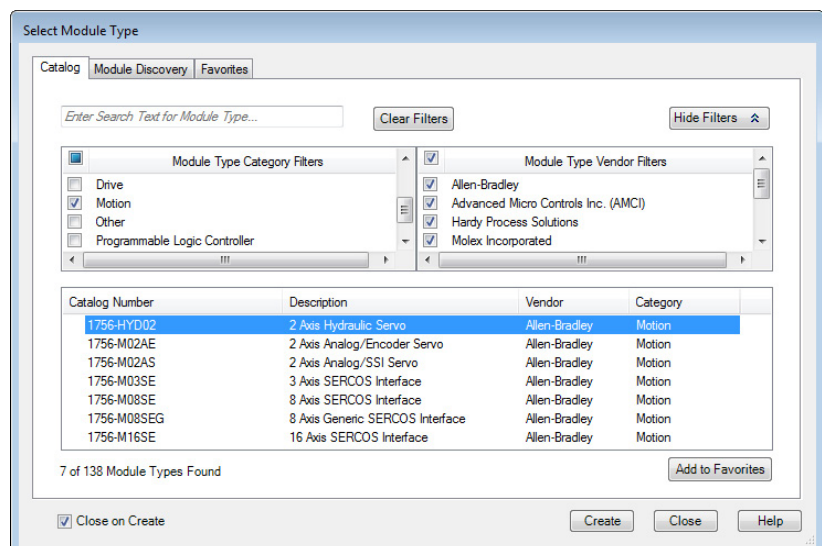 Select Module Type
Catalog Module Discovery Favorites
Enter Search Text for Module Type... Clear Filters Hide Filters
Module Type Category Filters Module Type Vendor Filters
Drive Allen-Bradley
Motion Advanced Micro Controls Inc. (AMCI)
Other Hardy Process Solutions
Programmable Logic Controller Molex Incorporated
Catalog Number Description Vendor Category
1756-HYD02 2 Axis Hydraulic Servo Allen-Bradley Motion
1756-M02AE 2 Axis Analog/Encoder Servo Allen-Bradley Motion
1756-M02AS 2 Axis Analog/SSI Servo Allen-Bradley Motion
1756-M03SE 3 Axis SERCOS Interface Allen-Bradley Motion
1756-M08SE 8 Axis SERCOS Interface Allen-Bradley Motion
1756-M08SEG 8 Axis Generic SERCOS Interface Allen-Bradley Motion
1756-M16SE 16 Axis SERCOS Interface Allen-Bradley Motion
7 of 138 Module Types Found Add to Favorites
Close on Create Create Close Help